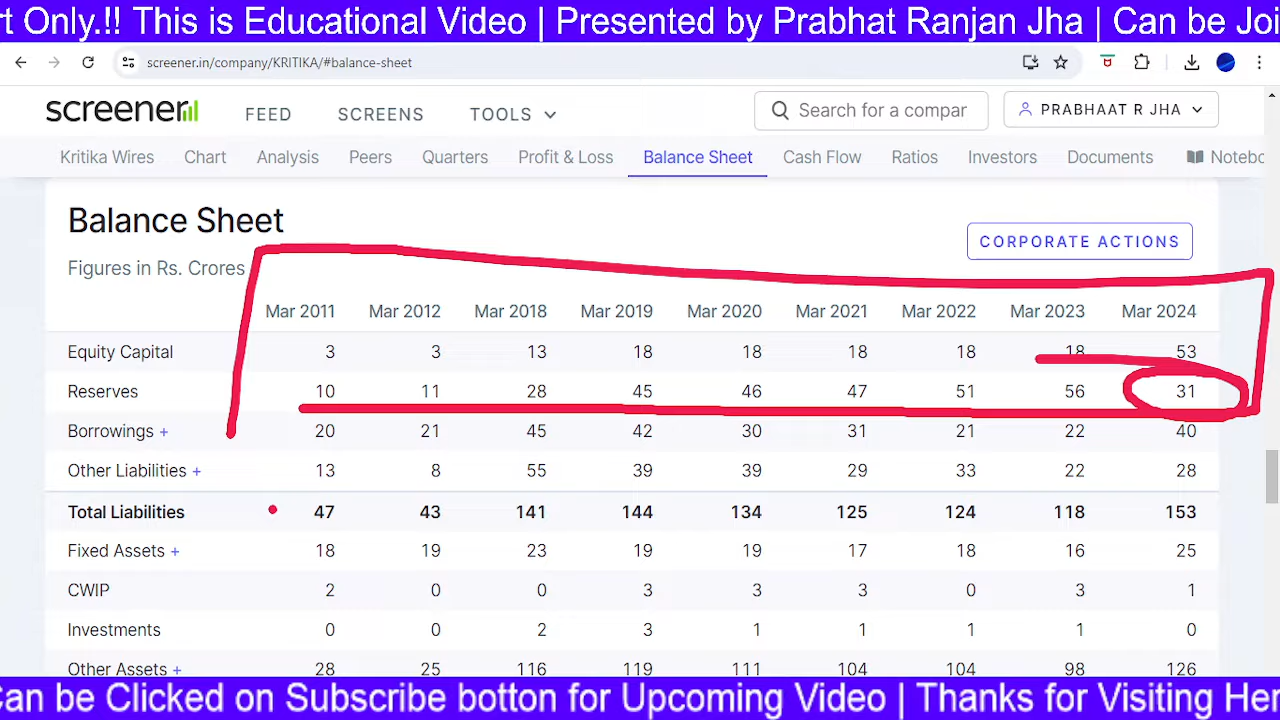 rt Only.!! This is Educational Video | Presented by Prabhat Ranjan Jha | Can be Joi
screener.in/company/KRITIKA/#balance-sheet
screener FEED SCREENS TOOLS Search for a compar PRABHAAT R JHA
Kritika Wires Chart Analysis Peers Quarters Profit & Loss Balance Sheet Cash Flow Ratios Investors Documents Notebo
Balance Sheet
CORPORATE ACTIONS
Figures in Rs. Crores
Mar 2011 Mar 2012 Mar 2018 Mar 2019 Mar 2020 Mar 2021 Mar 2022 Mar 2023 Mar 2024
Equity Capital 3 3 13 18 18 18 18 18 53
Reserves 10 11 28 45 46 47 51 56 31
Borrowings + 20 21 45 42 30 31 21 22 40
Other Liabilities + 13 8 55 39 39 29 33 22 28
Total Liabilities 47 43 141 144 134 125 124 118 153
Fixed Assets + 18 19 23 19 19 17 18 16 25
CWIP 2 0 0 3 3 3 0 3 1
Investments 0 0 2 3 1 1 1 1 0
Other Assets + 28 25 116 119 111 104 104 98 126
Can be Clicked on Subscribe botton for Upcoming Video | Thanks for Visiting Her